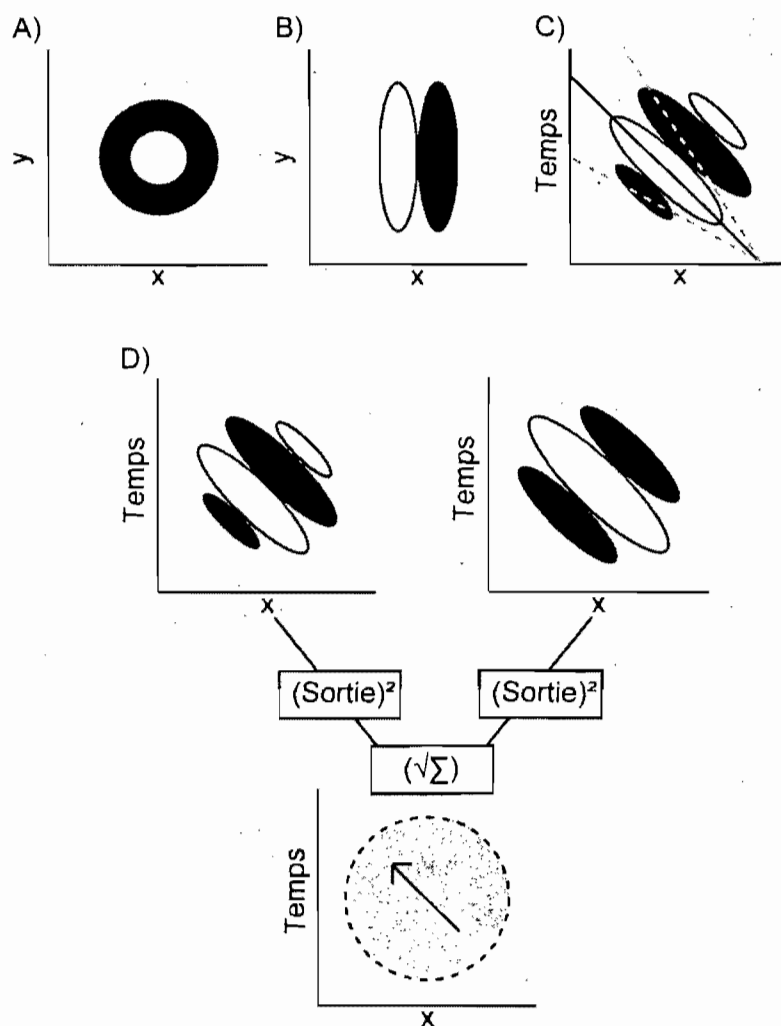 A)
y
x
B)
y
x
C)
Temps
x
D)
Temps
x
Temps
x
(Sortie)²
(Sortie)²
(√Σ)
Temps
x